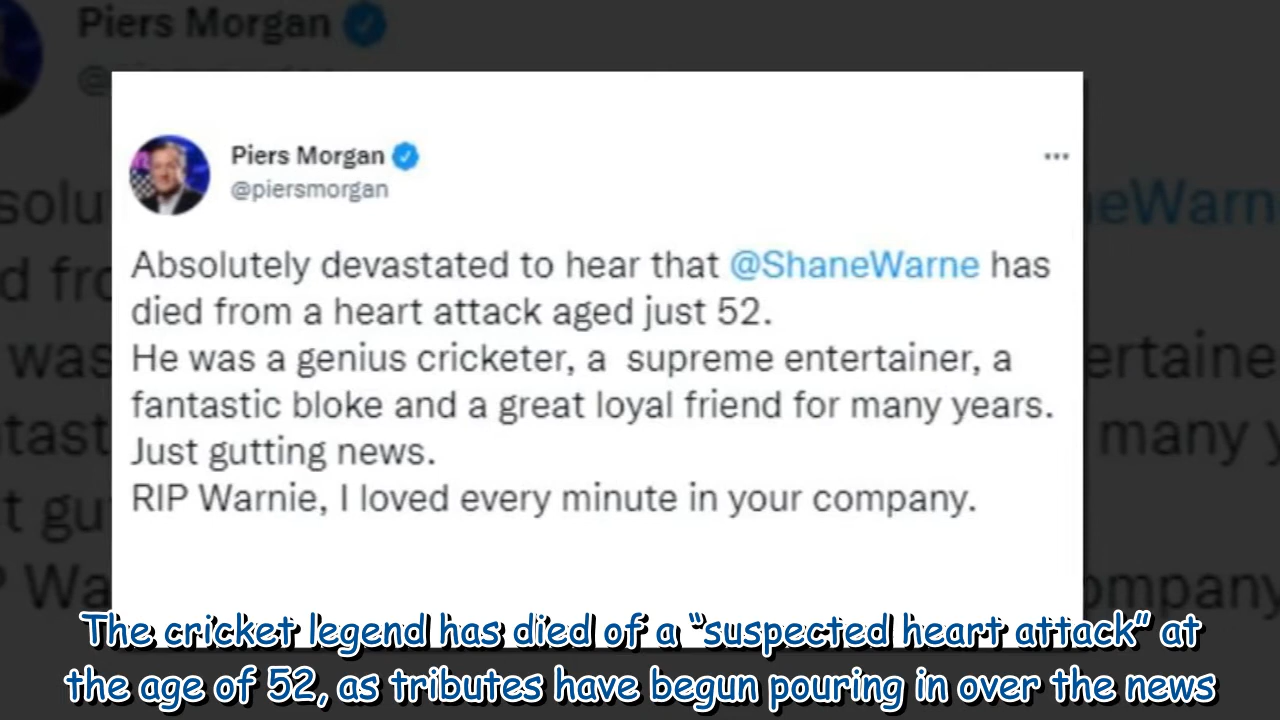 Piers Morgan
Piers Morgan
@piersmorgan
Absolutely devastated to hear that @ShaneWarne has
died from a heart attack aged just 52.
He was a genius cricketer, a  supreme entertainer, a
fantastic bloke and a great loyal friend for many years.
Just gutting news.
RIP Warnie, I loved every minute in your company.
The cricket legend has died of a “suspected heart attack” at
the age of 52, as tributes have begun pouring in over the news